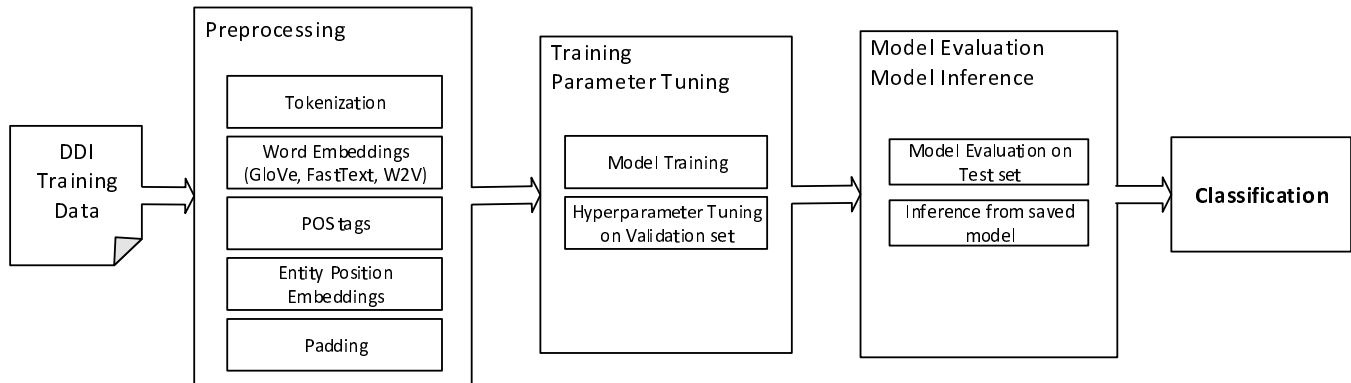 DDI
Training
Data
Preprocessing
Tokenization
Word Embeddings
(GloVe, FastText, W2V)
POS tags
Entity Position
Embeddings
Padding
Training
Parameter Tuning
Model Training
Hyperparameter Tuning
on Validation set
Model Evaluation
Model Inference
Model Evaluation on
Test set
Inference from saved
model
Classification